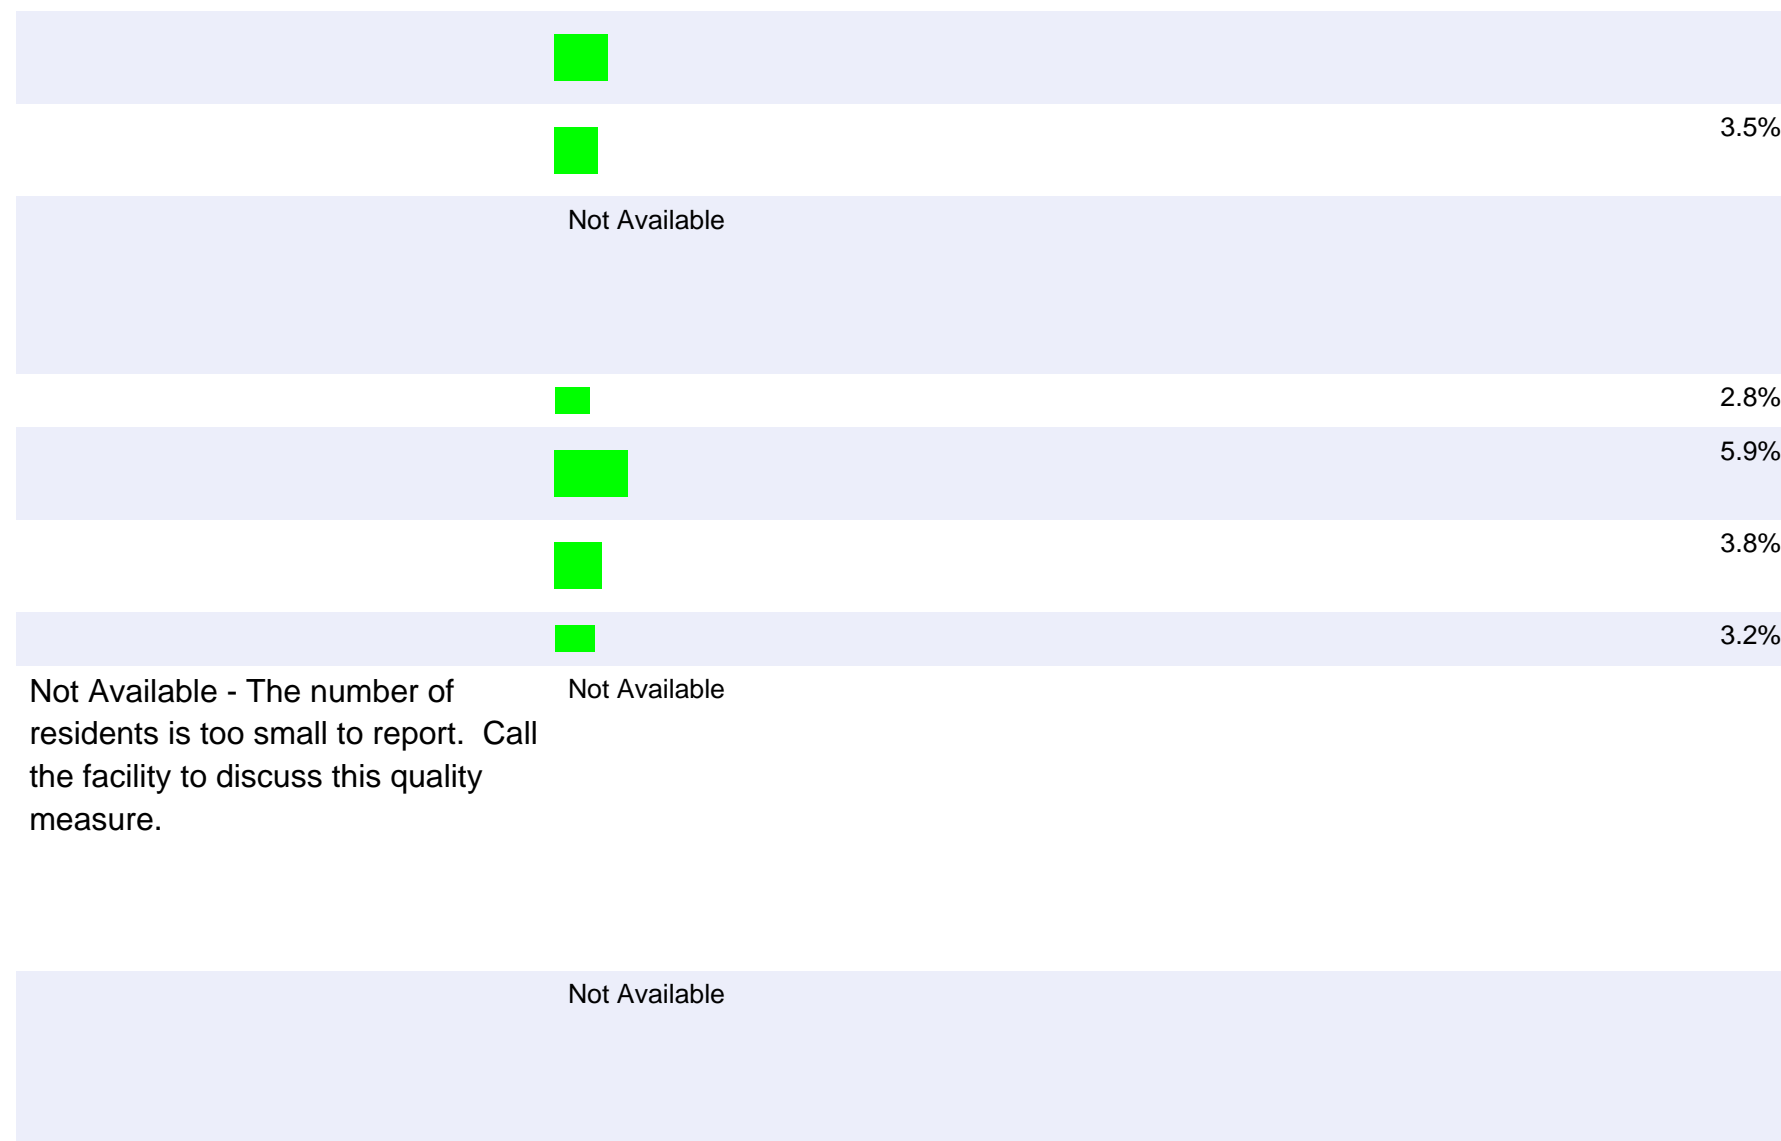 3.5%
Not Available
2.8%
5.9%
3.8%
3.2%
Not Available - The number of
residents is too small to report.  Call
the facility to discuss this quality
measure.
Not Available
Not Available